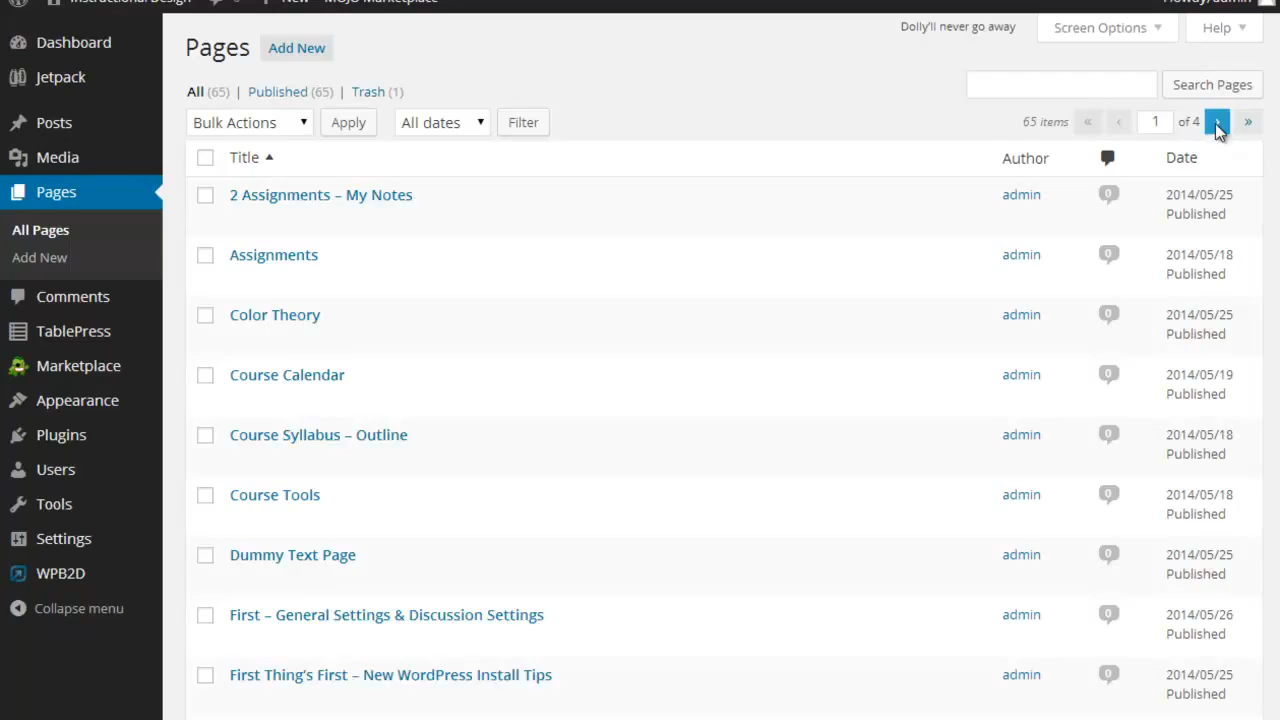 Instructional Design New MOJO Marketplace Howdy, admin
Dolly'll never go away
Screen Options
Help
Dashboard
Jetpack
Posts
Media
Pages
All Pages
Add New
Comments
TablePress
Marketplace
Appearance
Plugins
Users
Tools
Settings
WPB2D
Collapse menu
Pages Add New
All (65) | Published (65) | Trash (1)
Search Pages
Bulk Actions Apply All dates Filter 65 items « ‹ 1 of 4 › »
Title Author Date
2 Assignments – My Notes admin 0 2014/05/25
Published
Assignments admin 0 2014/05/18
Published
Color Theory admin 0 2014/05/25
Published
Course Calendar admin 0 2014/05/19
Published
Course Syllabus – Outline admin 0 2014/05/18
Published
Course Tools admin 0 2014/05/18
Published
Dummy Text Page admin 0 2014/05/25
Published
First – General Settings & Discussion Settings admin 0 2014/05/26
Published
First Thing's First – New WordPress Install Tips admin 0 2014/05/25
Published